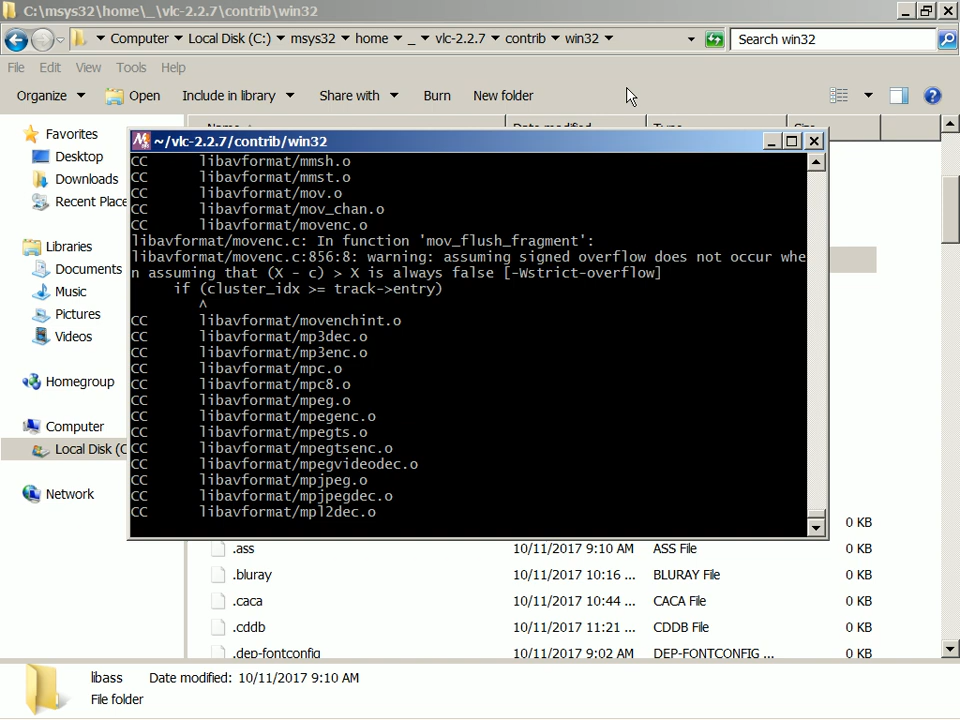 C:\msys32\home\_\vlc-2.2.7\contrib\win32
Computer Local Disk (C:) msys32 home _ vlc-2.2.7 contrib win32 Search win32
File Edit View Tools Help
Organize Open Include in library Share with Burn New folder
Favorites
Desktop
Downloads
Recent Place
Libraries
Documents
Music
Pictures
Videos
Homegroup
Computer
Local Disk (C
Network
Name Date modified Type Size
~/vlc-2.2.7/contrib/win32
CC libavformat/mmsh.o
CC libavformat/mmst.o
CC libavformat/mov.o
CC libavformat/mov_chan.o
CC libavformat/movenc.o
libavformat/movenc.c: In function 'mov_flush_fragment':
libavformat/movenc.c:856:8: warning: assuming signed overflow does not occur whe
n assuming that (X - c) > X is always false [-Wstrict-overflow]
if (cluster_idx >= track->entry)
^
CC libavformat/movenchint.o
CC libavformat/mp3dec.o
CC libavformat/mp3enc.o
CC libavformat/mpc.o
CC libavformat/mpc8.o
CC libavformat/mpeg.o
CC libavformat/mpegenc.o
CC libavformat/mpegts.o
CC libavformat/mpegtsenc.o
CC libavformat/mpegvideodec.o
CC libavformat/mpjpeg.o
CC libavformat/mpjpegdec.o
CC libavformat/mpl2dec.o
0 KB
.ass 10/11/2017 9:10 AM ASS File 0 KB
.bluray 10/11/2017 10:16 ... BLURAY File 0 KB
.caca 10/11/2017 10:44 ... CACA File 0 KB
.cddb 10/11/2017 11:21 ... CDDB File 0 KB
.dep-fontconfig 10/11/2017 9:02 AM DEP-FONTCONFIG ... 0 KB
libass Date modified: 10/11/2017 9:10 AM
File folder